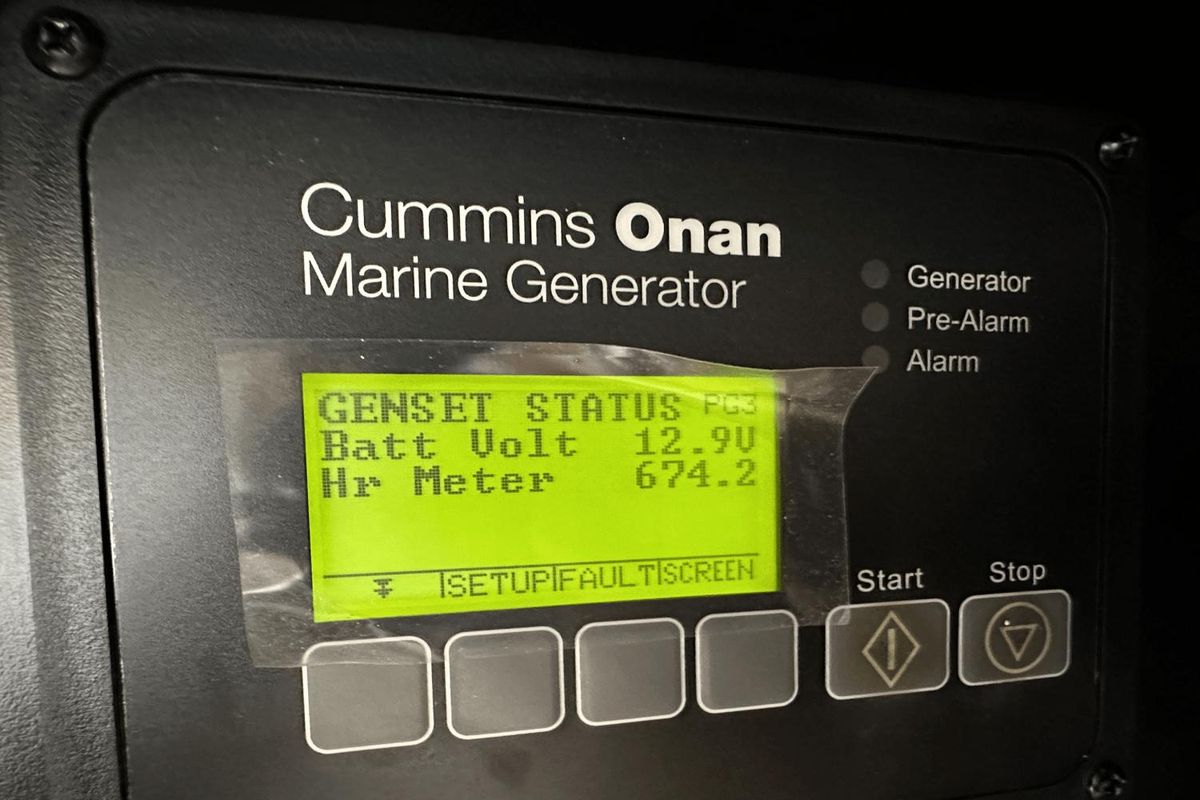 Cummins Onan
Marine Generator
Generator
Pre-Alarm
Alarm
GENSET STATUS PG3
Batt Volt 12.9V
Hr Meter 674.2
SETUP FAULT SCREEN
Start
Stop